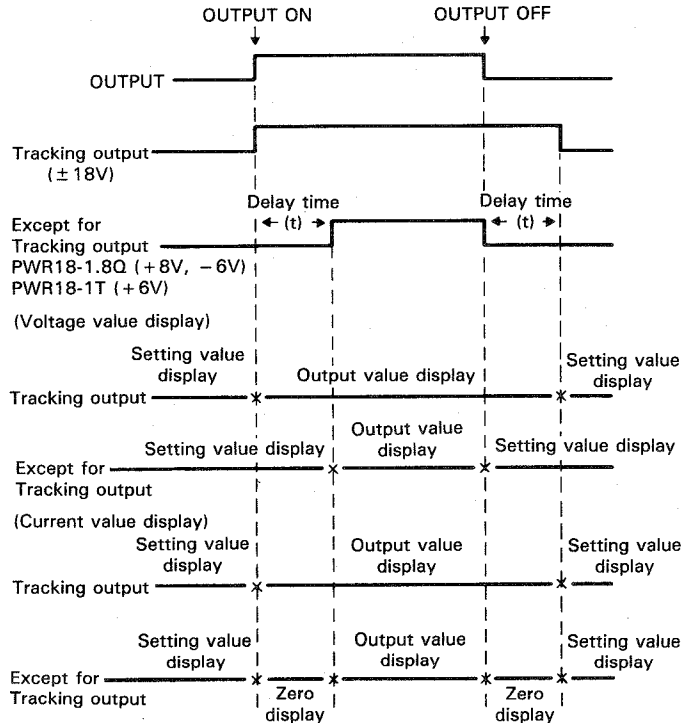 OUTPUT ON OUTPUT OFF
OUTPUT
Tracking output
(±18V)
Delay time
(t)
Delay time
(t)
Except for
Tracking output
PWR18-1.8Q (+8V, −6V)
PWR18-1T (+6V)
(Voltage value display)
Setting value
display
Output value display
Setting value
display
Tracking output
Setting value display
Output value
display
Setting value display
Except for
Tracking output
(Current value display)
Setting value
display
Output value
display
Setting value
display
Tracking output
Setting value
display
Output value
display
Setting value
display
Except for
Tracking output
Zero
display
Zero
display